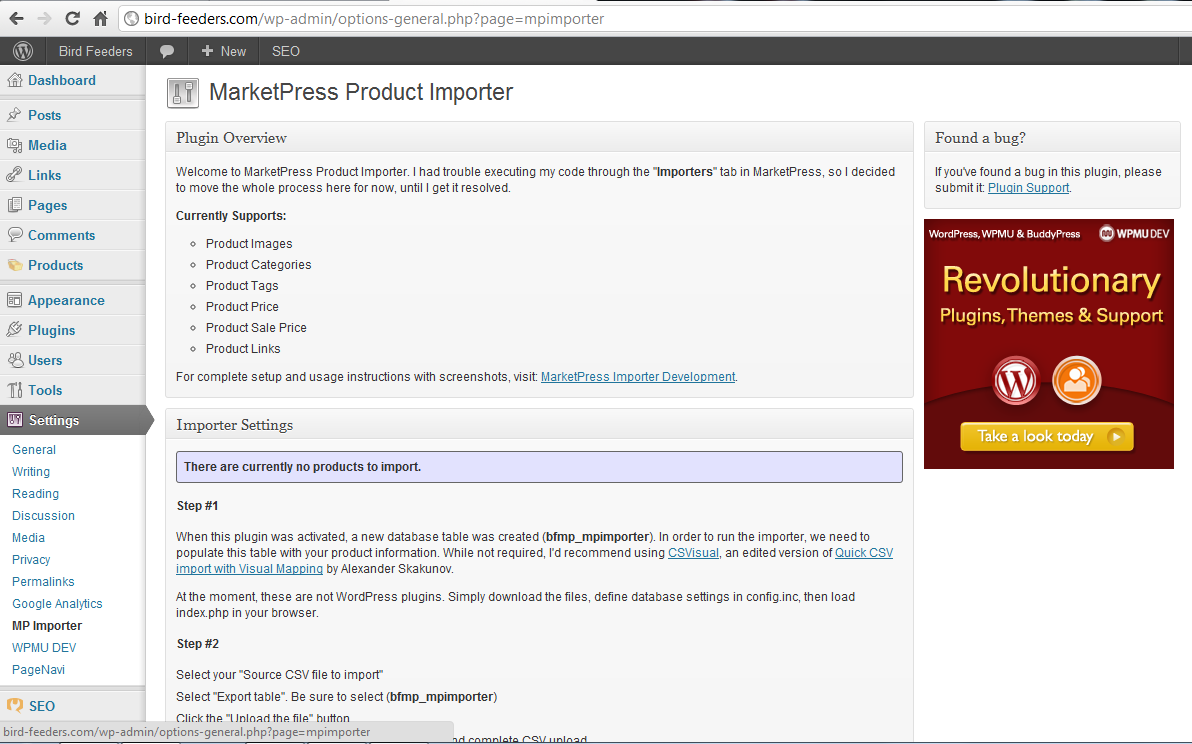 bird-feeders.com/wp-admin/options-general.php?page=mpimporter
Bird Feeders
+ New
SEO
Dashboard
Posts
Media
Links
Pages
Comments
Products
Appearance
Plugins
Users
Tools
Settings
General
Writing
Reading
Discussion
Media
Privacy
Permalinks
Google Analytics
MP Importer
WPMU DEV
PageNavi
SEO
MarketPress Product Importer
Plugin Overview
Welcome to MarketPress Product Importer. I had trouble executing my code through the "Importers" tab in MarketPress, so I decided
to move the whole process here for now, until I get it resolved.
Currently Supports:
Product Images
Product Categories
Product Tags
Product Price
Product Sale Price
Product Links
For complete setup and usage instructions with screenshots, visit: MarketPress Importer Development.
Importer Settings
There are currently no products to import.
Step #1
When this plugin was activated, a new database table was created (bfmp_mpimporter). In order to run the importer, we need to
populate this table with your product information. While not required, I'd recommend using CSVisual, an edited version of Quick CSV
import with Visual Mapping by Alexander Skakunov.
At the moment, these are not WordPress plugins. Simply download the files, define database settings in config.inc, then load
index.php in your browser.
Step #2
Select your "Source CSV file to import"
Select "Export table". Be sure to select (bfmp_mpimporter)
Click the "Upload the file" button
and complete CSV upload
Found a bug?
If you've found a bug in this plugin, please
submit it: Plugin Support.
WordPress, WPMU & BuddyPress
WPMU DEV
Revolutionary
Plugins, Themes & Support
Take a look today
bird-feeders.com/wp-admin/options-general.php?page=mpimporter